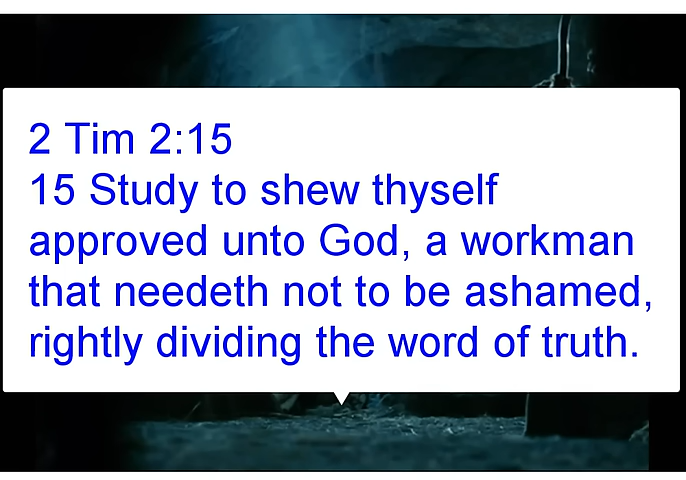 2 Tim 2:15
15 Study to shew thyself
approved unto God, a workman
that needeth not to be ashamed,
rightly dividing the word of truth.